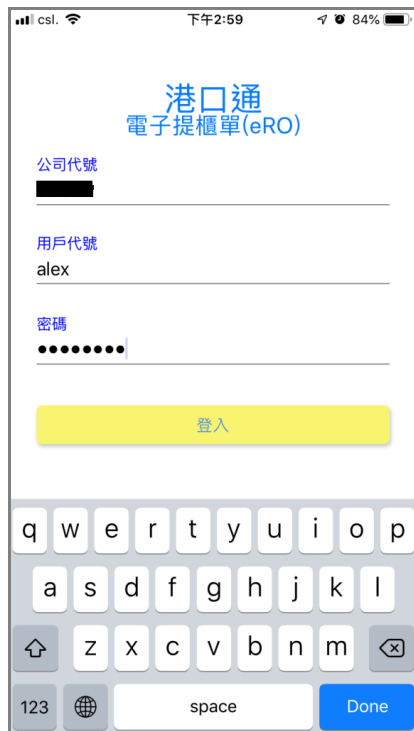 csl. 下午2:59 84%
港口通
電子提櫃單(eRO)
公司代號
用戶代號
alex
密碼
••••••••
登入
q w e r t y u i o p
a s d f g h j k l
z x c v b n m
123 space Done